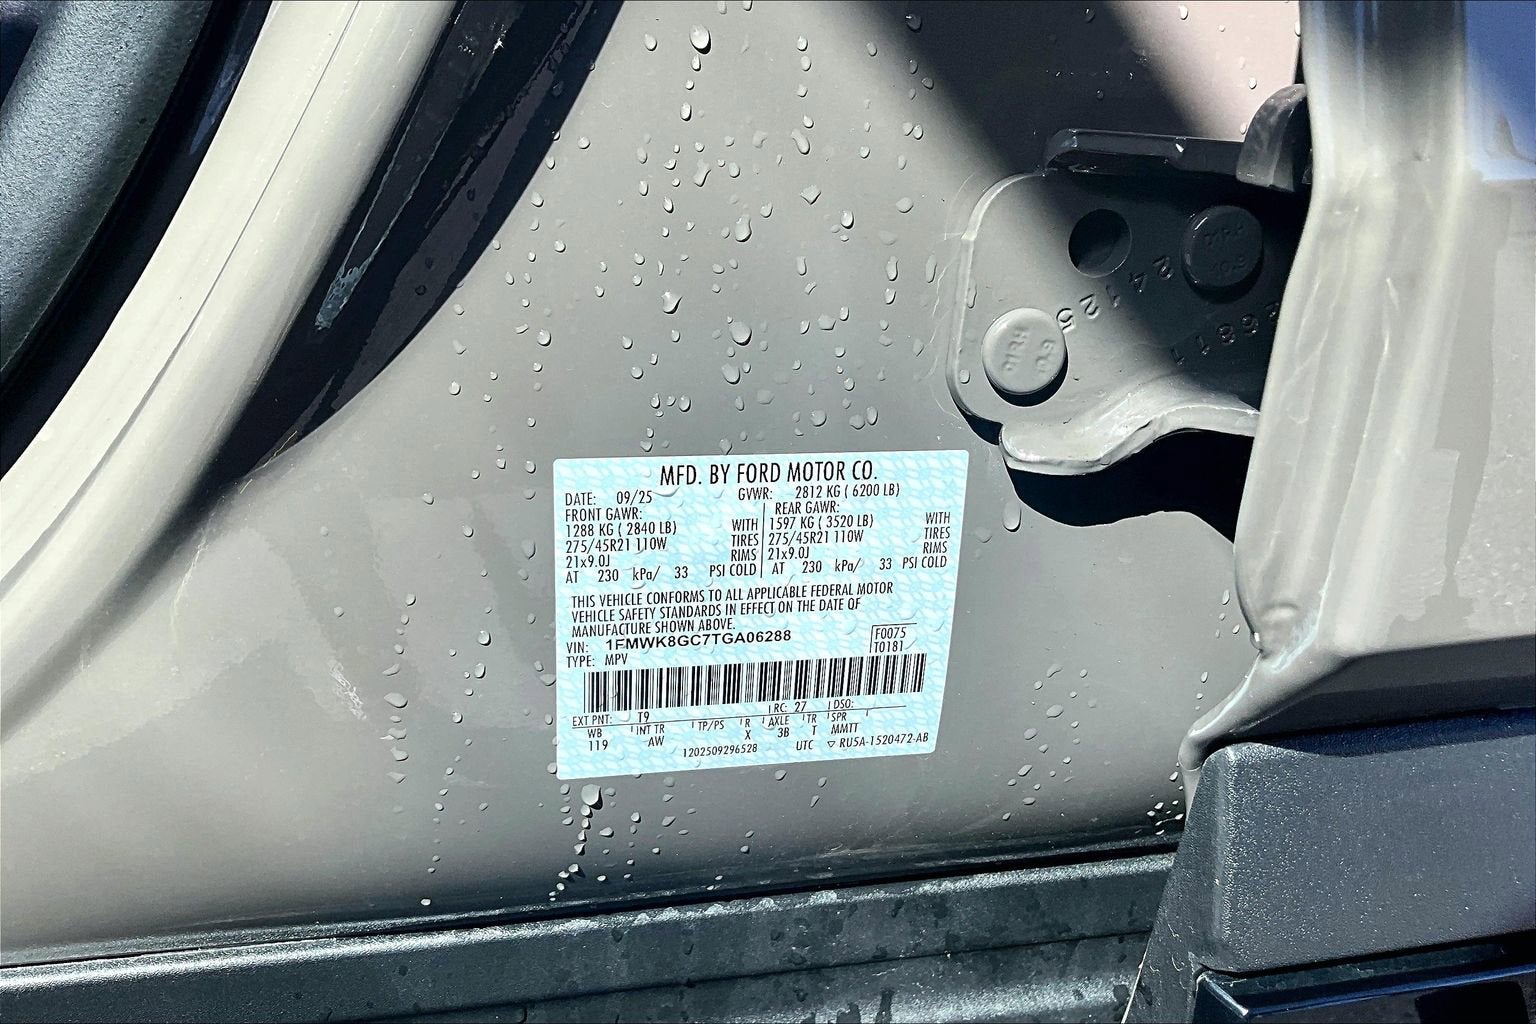 MFD. BY FORD MOTOR CO.
DATE: 09/25 GVWR: 2812 KG ( 6200 LB)
FRONT GAWR: REAR GAWR:
1288 KG ( 2840 LB) WITH 1597 KG ( 3520 LB) WITH
275/45R21 110W TIRES 275/45R21 110W TIRES
21x9.0J RIMS 21x9.0J RIMS
AT 230 kPa/ 33 PSI COLD AT 230 kPa/ 33 PSI COLD
THIS VEHICLE CONFORMS TO ALL APPLICABLE FEDERAL MOTOR
VEHICLE SAFETY STANDARDS IN EFFECT ON THE DATE OF
MANUFACTURE SHOWN ABOVE.
VIN: 1FMWK8GC7TGA06288 F0075
TYPE: MPV T0181
EXT PNT: T9 RC: 27 DSO:
WB INT TR TP/PS R AXLE TR SPR
119 AW X 3B T MMTT
1202509296528 UTC ▽ RU5A-1520472-AB
24125